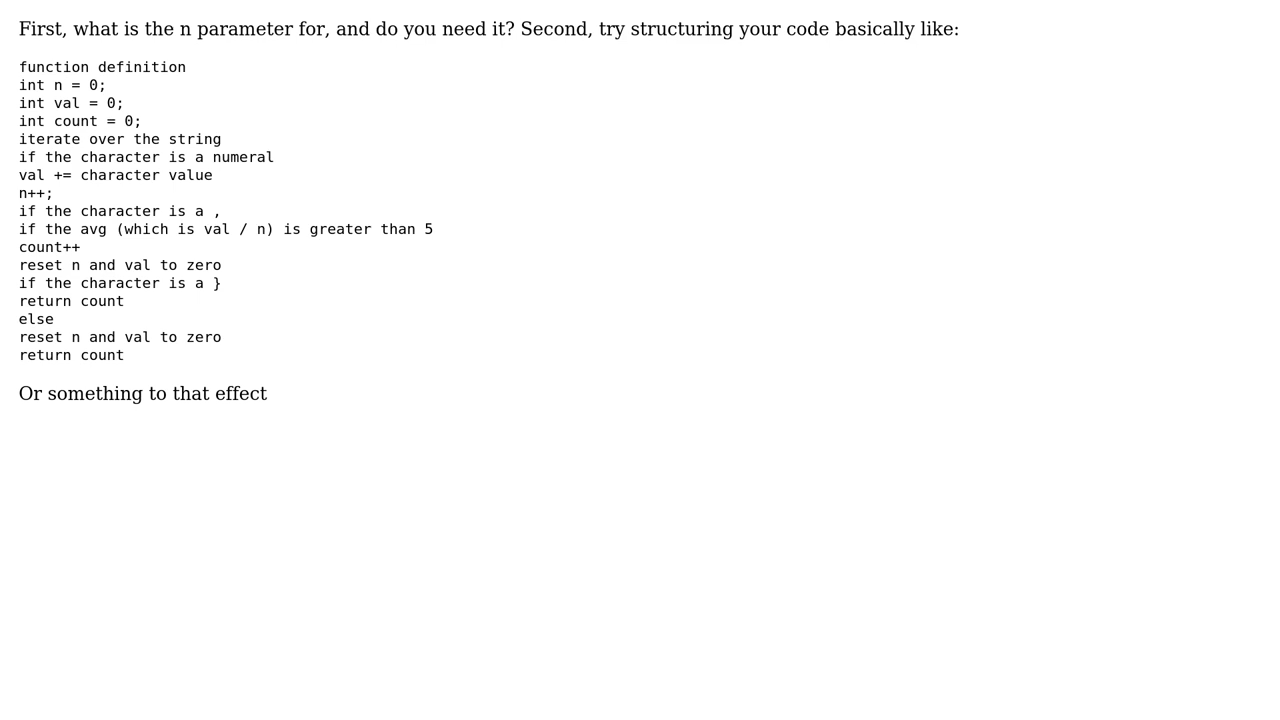 First, what is the n parameter for, and do you need it? Second, try structuring your code basically like:
function definition
int n = 0;
int val = 0;
int count = 0;
iterate over the string
if the character is a numeral
val += character value
n++;
if the character is a ,
if the avg (which is val / n) is greater than 5
count++
reset n and val to zero
if the character is a }
return count
else
reset n and val to zero
return count
Or something to that effect